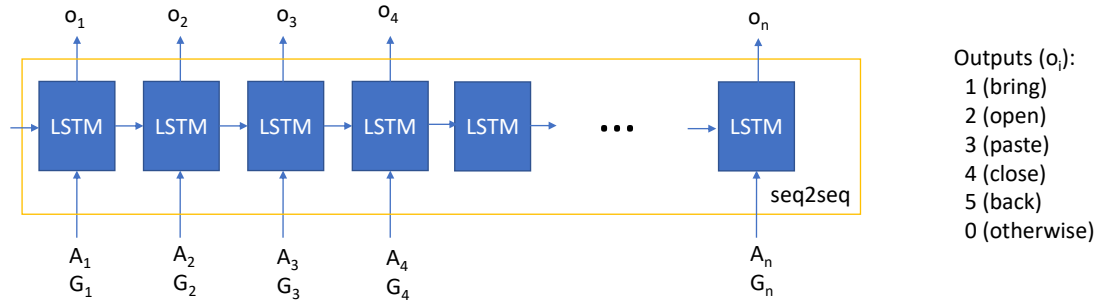 o₁ o₂ o₃ o₄ oₙ
LSTM LSTM LSTM LSTM LSTM ... LSTM
seq2seq
A₁ A₂ A₃ A₄ Aₙ
G₁ G₂ G₃ G₄ Gₙ
Outputs (oᵢ):
1 (bring)
2 (open)
3 (paste)
4 (close)
5 (back)
0 (otherwise)